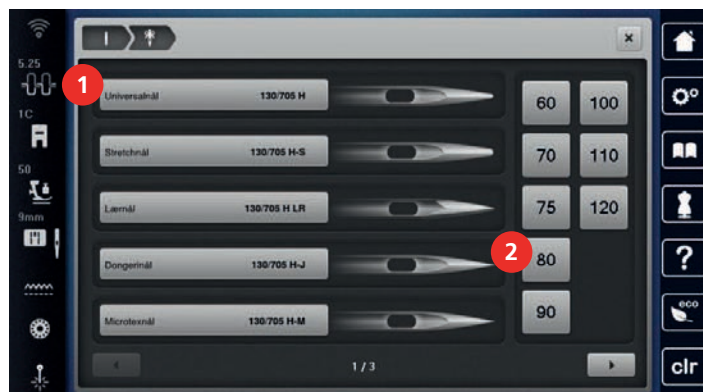 5.25
1C
50
9mm
1
Universalnål 130/705 H
Stretchnål 130/705 H-S
Lærnål 130/705 H LR
Dongerinål 130/705 H-J
Microtexnål 130/705 H-M
2
60 100
70 110
75 120
80
90
1 / 3
?
eco
clr